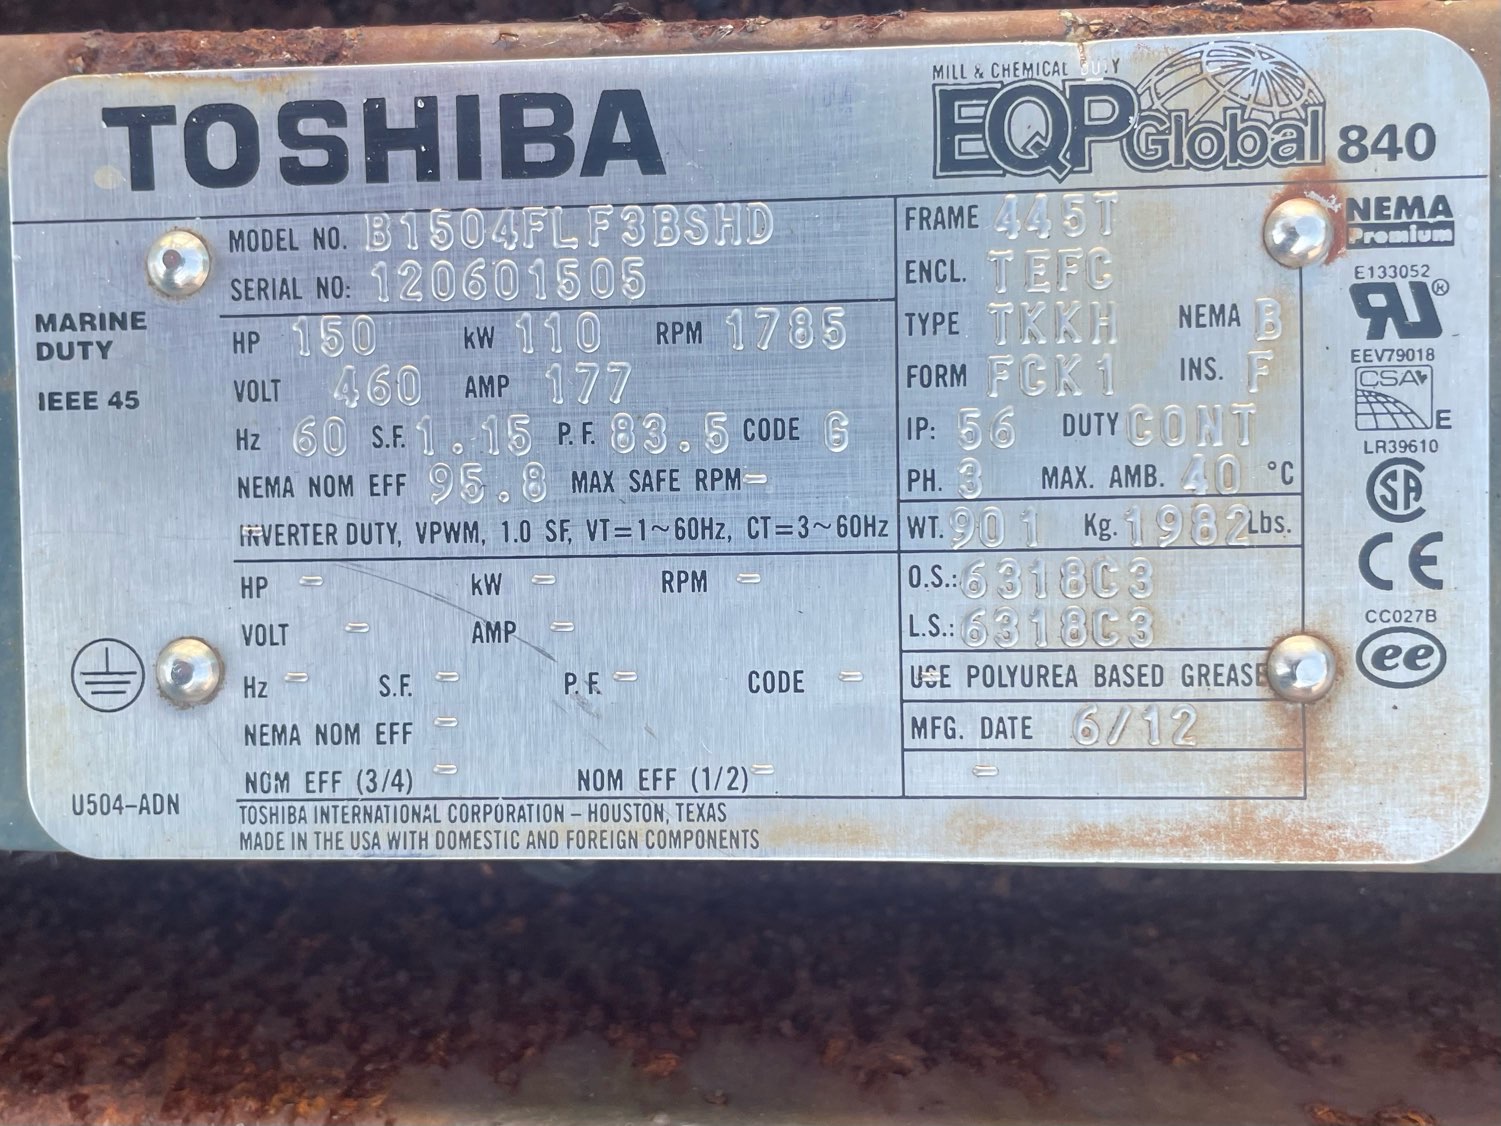 TOSHIBA
MILL & CHEMICAL DUTY
EQP Global 840
MODEL NO. B1504FLF3BSHD
SERIAL NO: 120601505
MARINE
DUTY
IEEE 45
HP 150 kW 110 RPM 1785
VOLT 460 AMP 177
Hz 60 S.F. 1.15 P.F. 83.5 CODE G
NEMA NOM EFF 95.8 MAX SAFE RPM -
INVERTER DUTY, VPWM, 1.0 SF, VT=1~60Hz, CT=3~60Hz
HP - kW - RPM -
VOLT - AMP -
Hz - S.F. - P.F. - CODE -
NEMA NOM EFF -
NOM EFF (3/4) - NOM EFF (1/2) -
U504-ADN
TOSHIBA INTERNATIONAL CORPORATION – HOUSTON, TEXAS
MADE IN THE USA WITH DOMESTIC AND FOREIGN COMPONENTS
FRAME 445T
ENCL. TEFC
TYPE TKKH NEMA B
FORM FCK1 INS. F
IP: 56 DUTY CONT
PH. 3 MAX. AMB. 40 °C
WT. 901 Kg. 1982 Lbs.
O.S.: 6318C3
L.S.: 6318C3
USE POLYUREA BASED GREASE
MFG. DATE 6/12
-
NEMA
Premium
E133052
RU®
EEV79018
CSA
E
LR39610
SA
CE
CC027B
ee